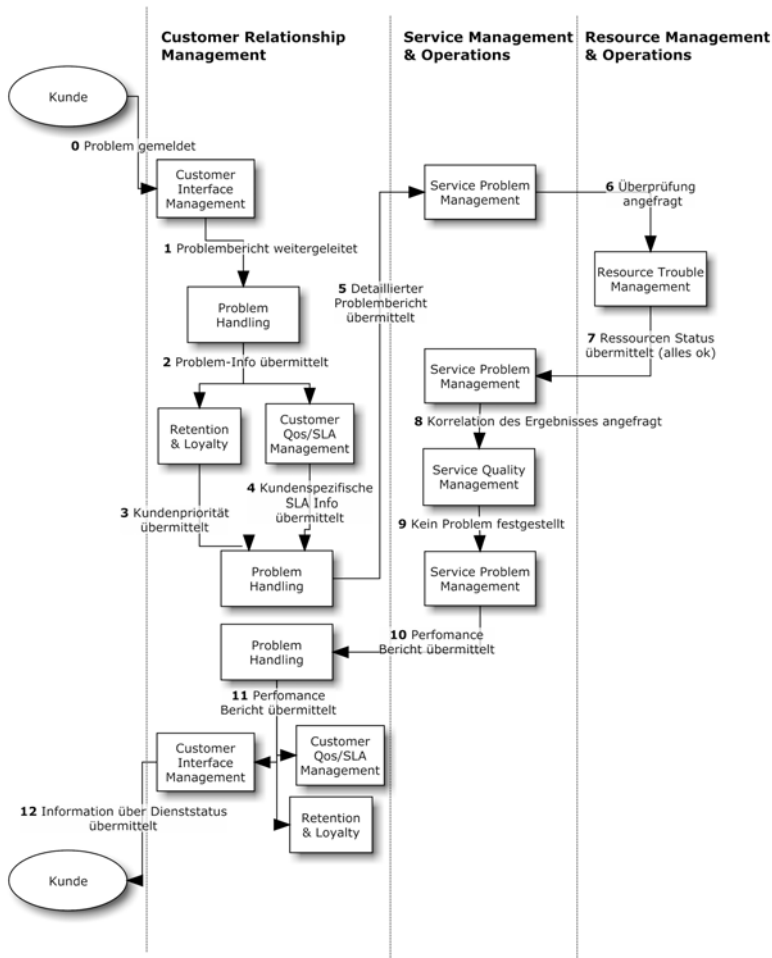 Customer Relationship
Management
Service Management
& Operations
Resource Management
& Operations
Kunde
0 Problem gemeldet
Customer
Interface
Management
1 Problembericht weitergeleitet
Problem
Handling
2 Problem-Info übermittelt
Retention
& Loyalty
Customer
Qos/SLA
Management
3 Kundenpriorität
übermittelt
4 Kundenspezifische
SLA Info
übermittelt
Problem
Handling
5 Detaillierter
Problembericht
übermittelt
Service Problem
Management
6 Überprüfung
angefragt
Resource Trouble
Management
7 Ressourcen Status
übermittelt (alles ok)
Service Problem
Management
8 Korrelation des Ergebnisses angefragt
Service Quality
Management
9 Kein Problem festgestellt
Service Problem
Management
10 Perfomance
Bericht übermittelt
Problem
Handling
11 Perfomance
Bericht übermittelt
Customer
Interface
Management
Customer
Qos/SLA
Management
Retention
& Loyalty
12 Information über Dienststatus
übermittelt
Kunde